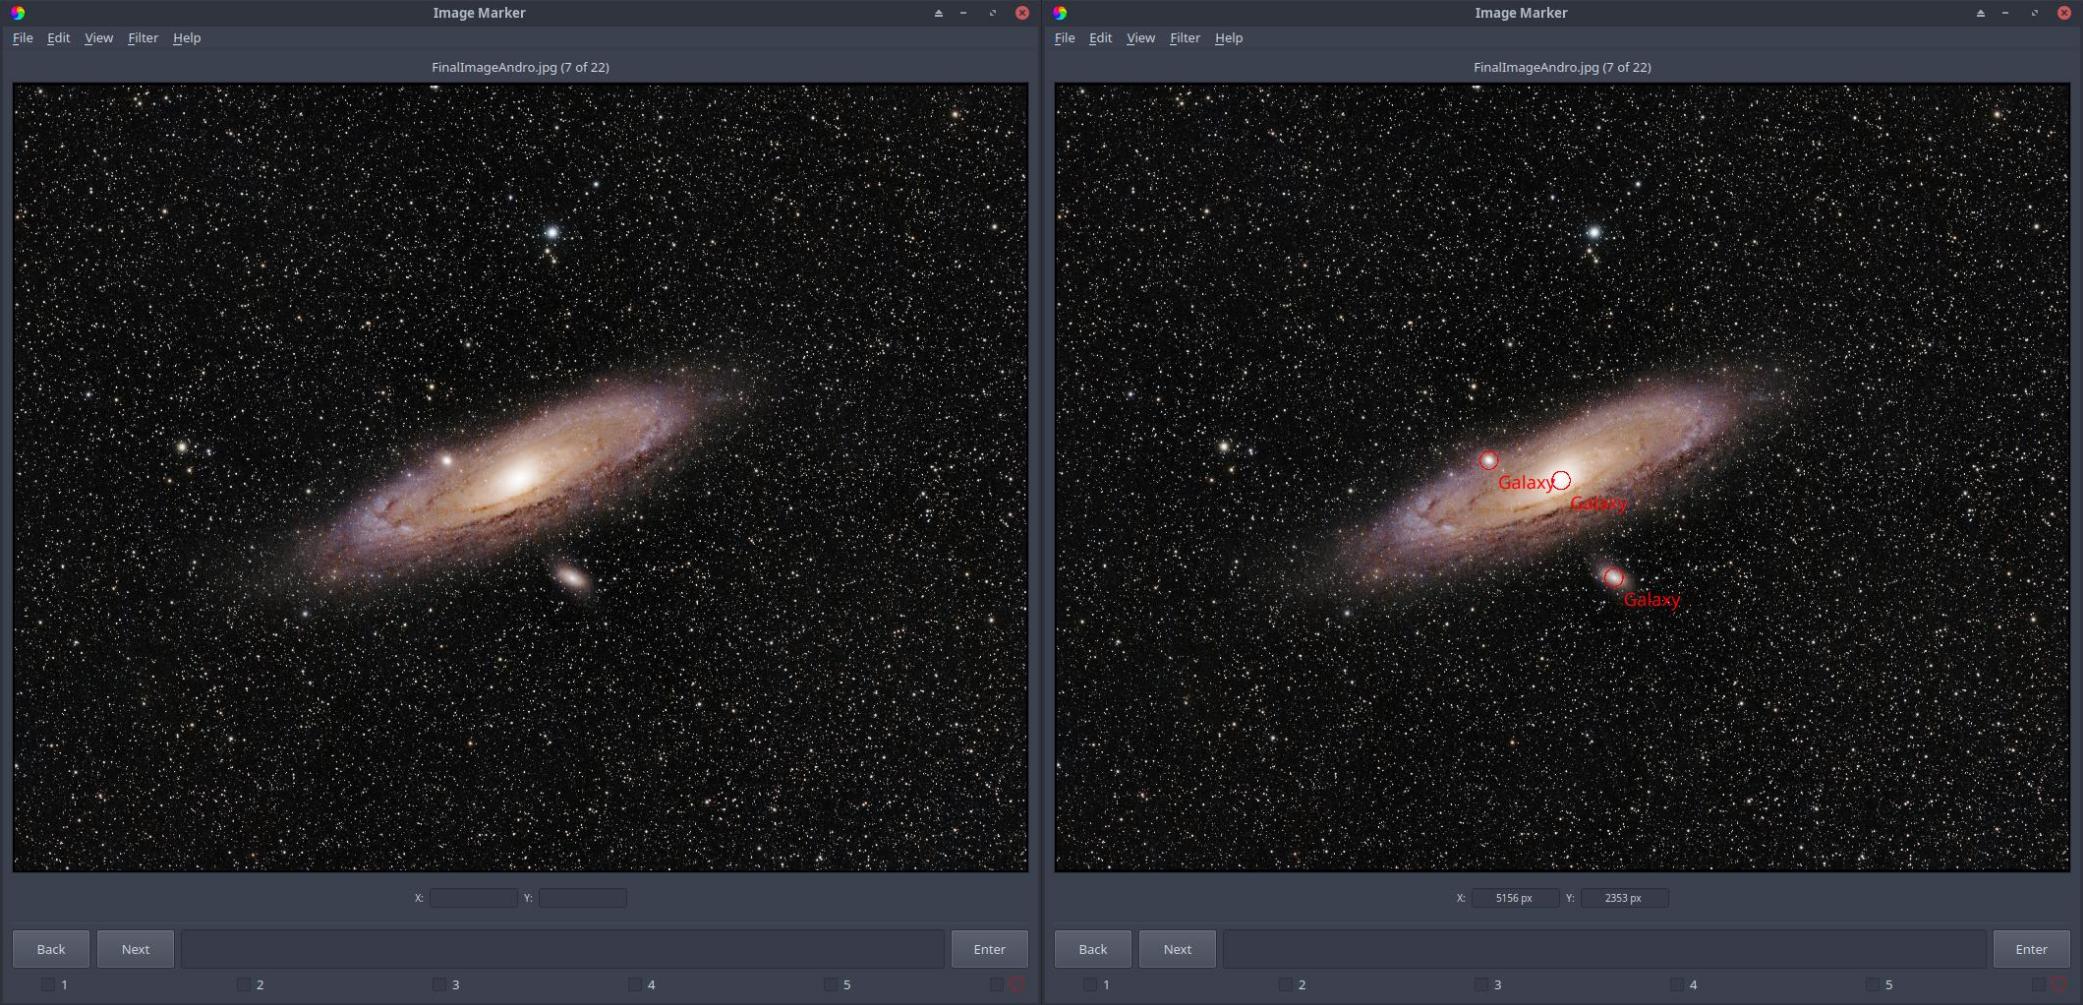 Image Marker
File Edit View Filter Help
FinalImageAndro.jpg (7 of 22)
X: Y:
Back Next Enter
1 2 3 4 5
Image Marker
File Edit View Filter Help
FinalImageAndro.jpg (7 of 22)
Galaxy
Galaxy
Galaxy
X: 5156 px Y: 2353 px
Back Next Enter
1 2 3 4 5